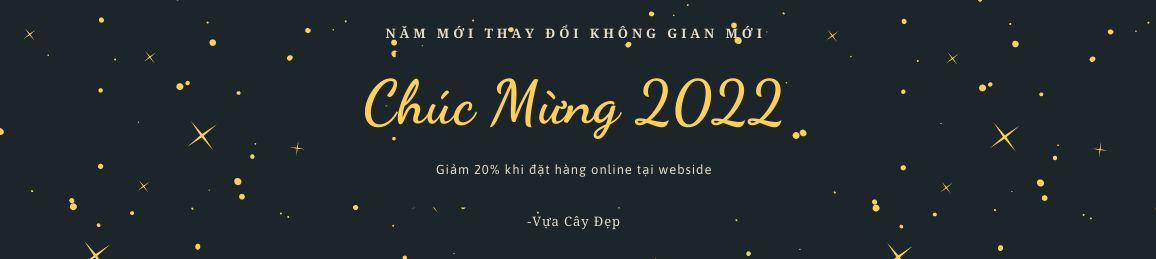 NĂM MỚI THAY ĐỔI KHÔNG GIAN MỚI
Chúc Mừng 2022
Giảm 20% khi đặt hàng online tại webside
-Vựa Cây Đẹp